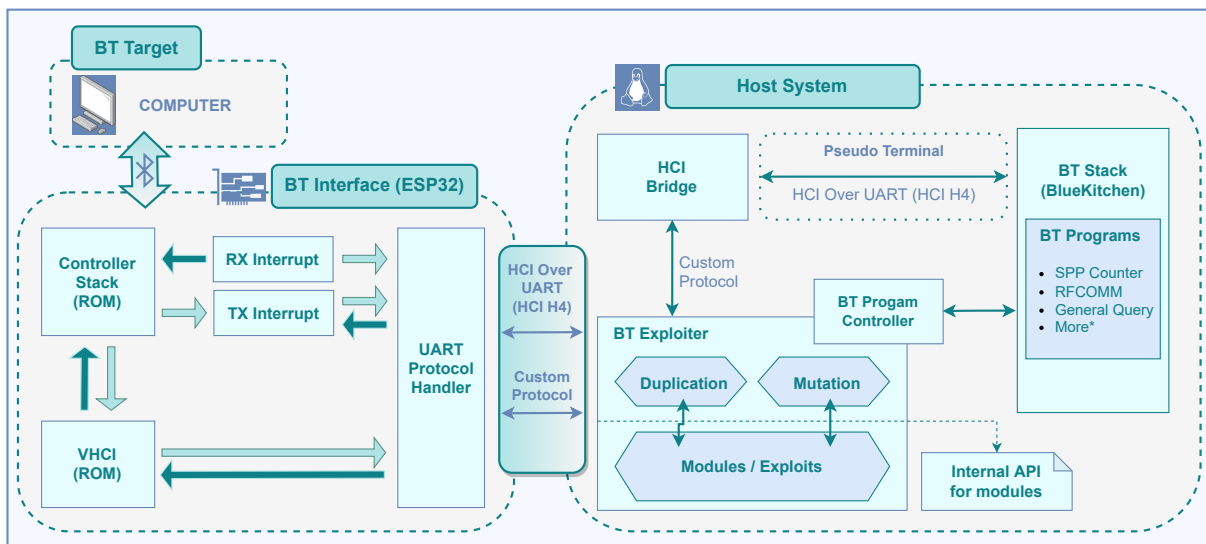 BT Target
COMPUTER
BT Interface (ESP32)
Controller
Stack
(ROM)
RX Interrupt
TX Interrupt
UART
Protocol
Handler
VHCI
(ROM)
HCI Over
UART
(HCI H4)
Custom
Protocol
Host System
HCI
Bridge
Pseudo Terminal
HCI Over UART (HCI H4)
BT Stack
(BlueKitchen)
BT Programs
SPP Counter
RFCOMM
General Query
More*
Custom
Protocol
BT Progam
Controller
BT Exploiter
Duplication
Mutation
Modules / Exploits
Internal API
for modules